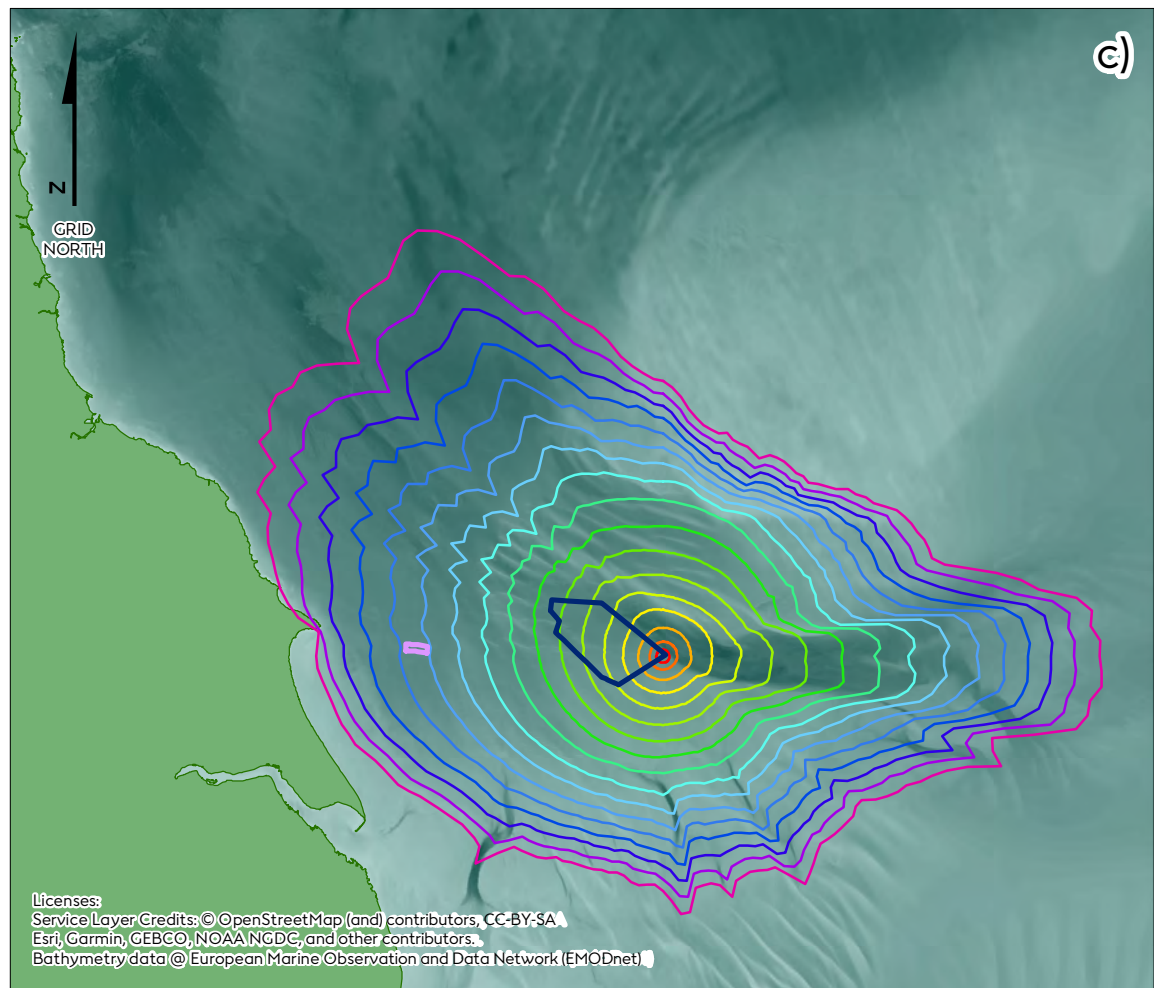 c)
N
GRID
NORTH
Licenses:
Service Layer Credits: © OpenStreetMap (and) contributors, CC-BY-SA
Esri, Garmin, GEBCO, NOAA NGDC, and other contributors.
Bathymetry data @ European Marine Observation and Data Network (EMODnet)